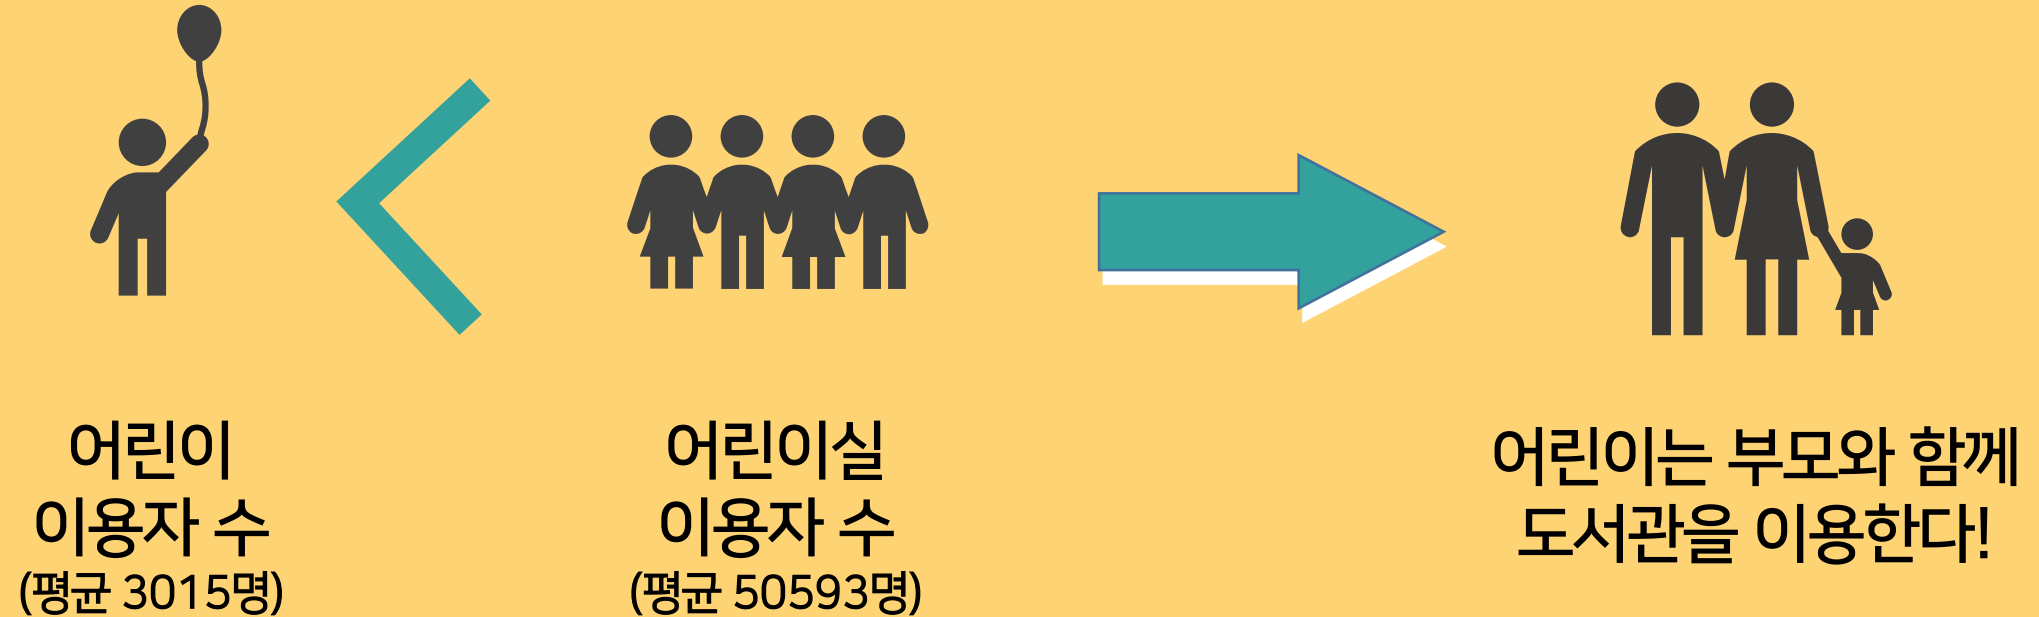 어린이
이용자 수
(평균 3015명)
어린이실
이용자 수
(평균 50593명)
어린이는 부모와 함께
도서관을 이용한다!